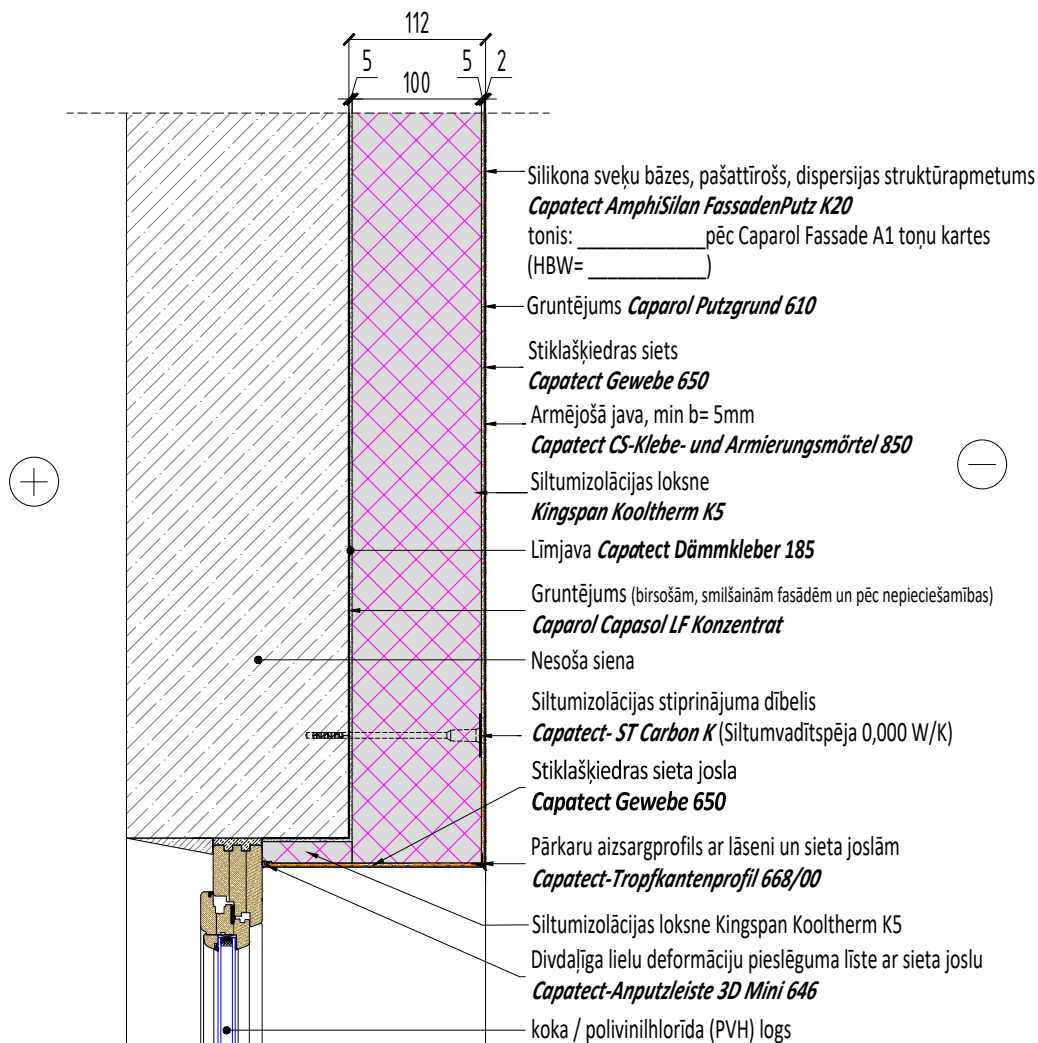 112
5
5
2
100
Silikona sveķu bāzes, pašattīrošs, dispersijas struktūrapmetums
Capatect AmphiSilan FassadenPutz K20
tonis: _____________pēc Caparol Fassade A1 toņu kartes
(HBW= ____________)
Gruntējums Caparol Putzgrund 610
Stiklašķiedras siets
Capatect Gewebe 650
Armējošā java, min b= 5mm
Capatect CS-Klebe- und Armierungsmörtel 850
Siltumizolācijas loksne
Kingspan Kooltherm K5
Līmjava Capatect Dämmkleber 185
Gruntējums (birsošām, smilšainām fasādēm un pēc nepieciešamības)
Caparol Capasol LF Konzentrat
Nesoša siena
Siltumizolācijas stiprinājuma dībelis
Capatect- ST Carbon K (Siltumvadītspēja 0,000 W/K)
Stiklašķiedras sieta josla
Capatect Gewebe 650
Pārkaru aizsargprofils ar lāseni un sieta joslām
Capatect-Tropfkantenprofil 668/00
Siltumizolācijas loksne Kingspan Kooltherm K5
Divdaļīga lielu deformāciju pieslēguma līste ar sieta joslu
Capatect-Anputzleiste 3D Mini 646
koka / polivinilhlorīda (PVH) logs